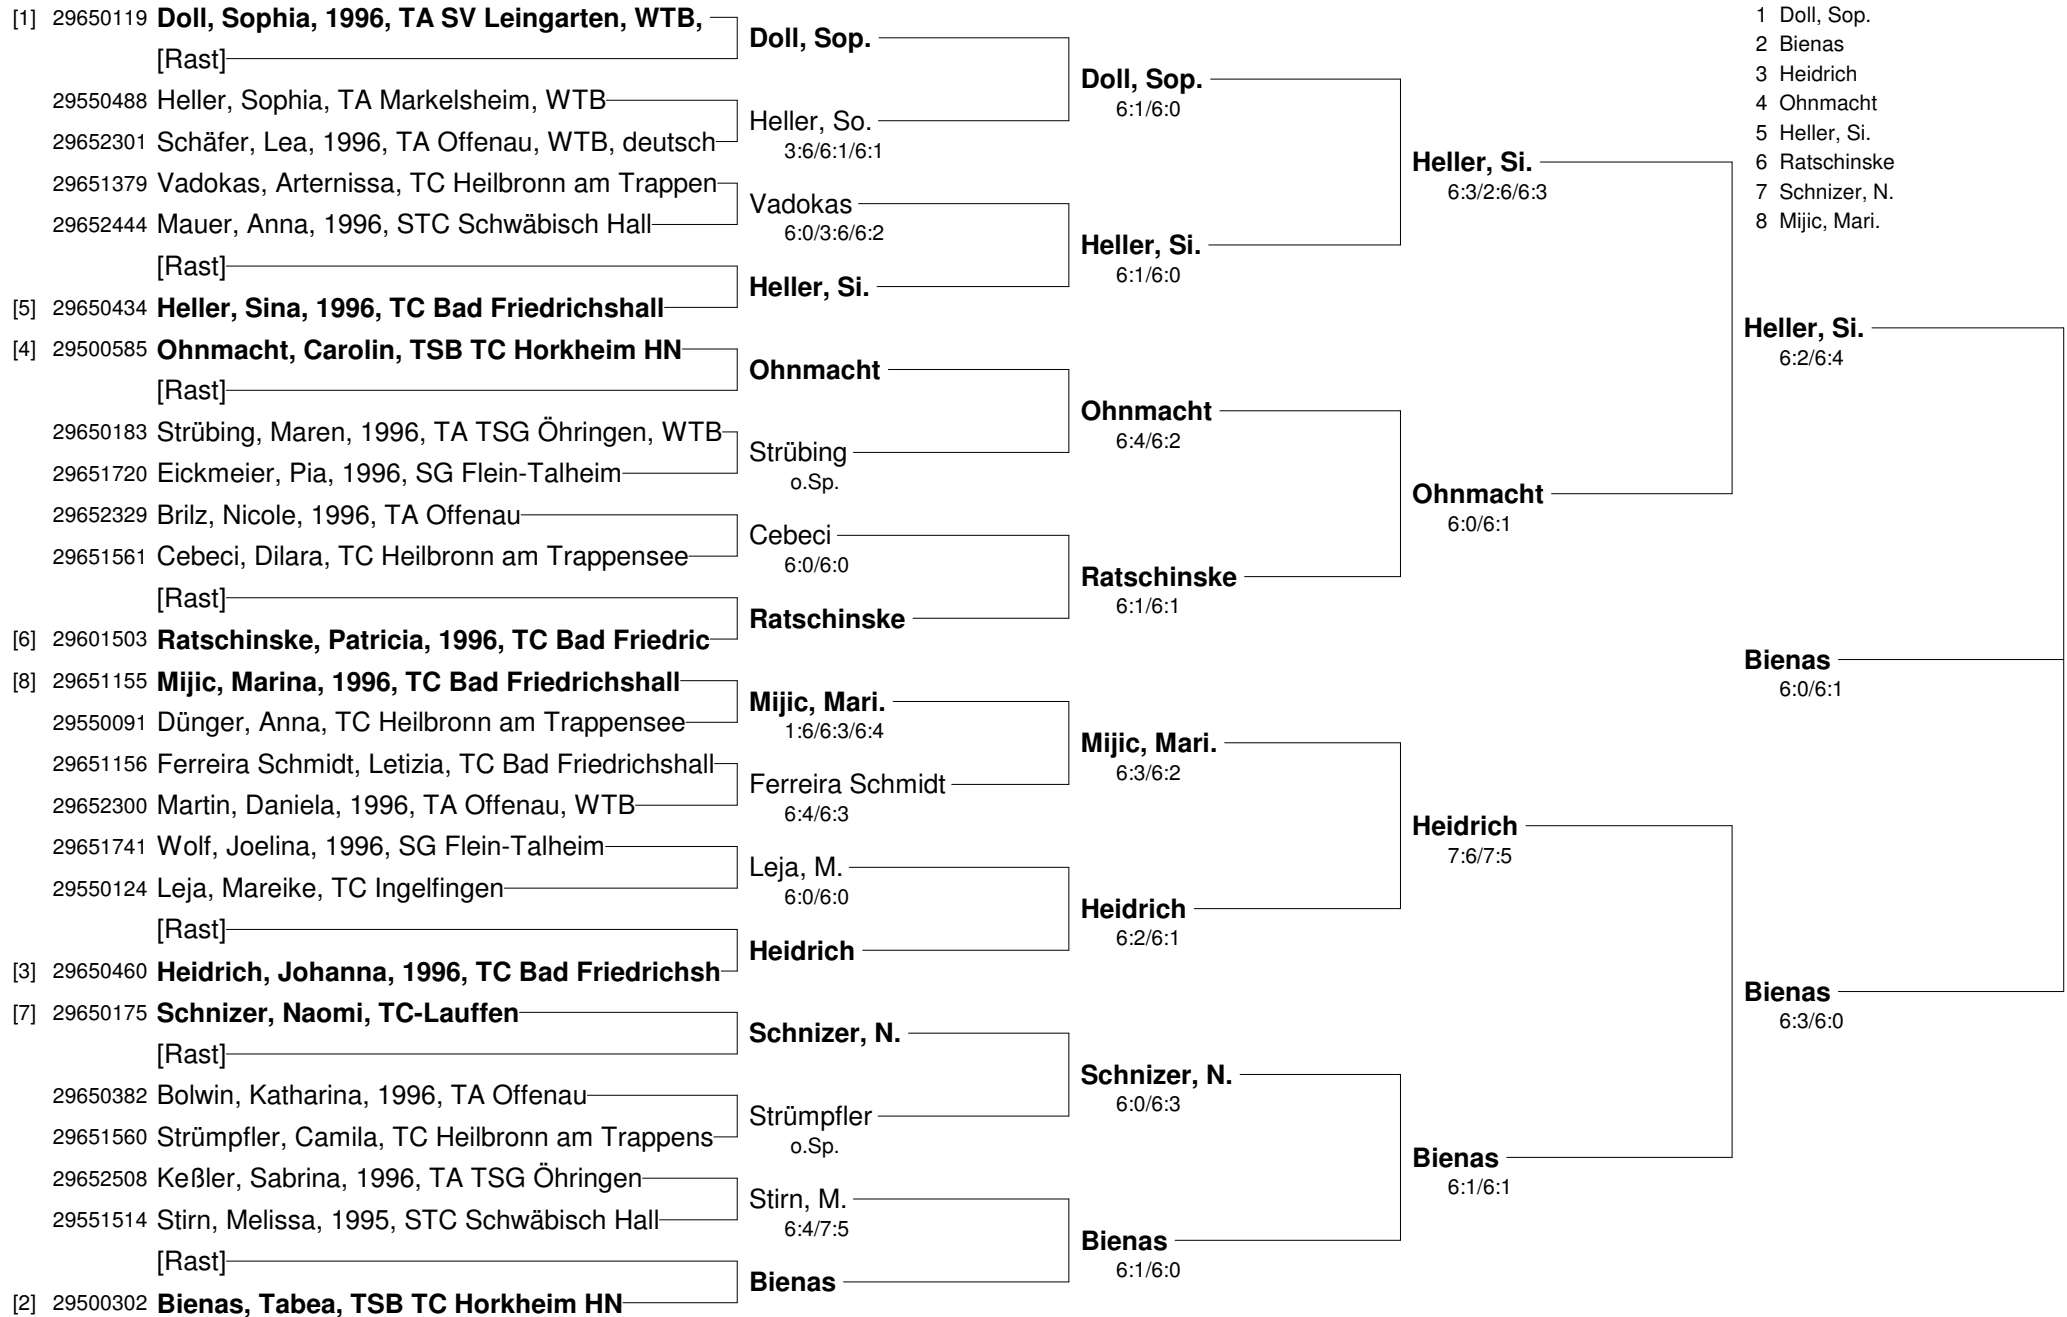 [1] 29650119 Doll, Sophia, 1996, TA SV Leingarten, WTB,
[Rast]
29550488 Heller, Sophia, TA Markelsheim, WTB
29652301 Schäfer, Lea, 1996, TA Offenau, WTB, deutsch
29651379 Vadokas, Arternissa, TC Heilbronn am Trappen
29652444 Mauer, Anna, 1996, STC Schwäbisch Hall
[Rast]
[5] 29650434 Heller, Sina, 1996, TC Bad Friedrichshall
[4] 29500585 Ohnmacht, Carolin, TSB TC Horkheim HN
[Rast]
29650183 Strübing, Maren, 1996, TA TSG Öhringen, WTB
29651720 Eickmeier, Pia, 1996, SG Flein-Talheim
29652329 Brilz, Nicole, 1996, TA Offenau
29651561 Cebeci, Dilara, TC Heilbronn am Trappensee
[Rast]
[6] 29601503 Ratschinske, Patricia, 1996, TC Bad Friedric
[8] 29651155 Mijic, Marina, 1996, TC Bad Friedrichshall
29550091 Dünger, Anna, TC Heilbronn am Trappensee
29651156 Ferreira Schmidt, Letizia, TC Bad Friedrichshall
29652300 Martin, Daniela, 1996, TA Offenau, WTB
29651741 Wolf, Joelina, 1996, SG Flein-Talheim
29550124 Leja, Mareike, TC Ingelfingen
[Rast]
[3] 29650460 Heidrich, Johanna, 1996, TC Bad Friedrichsh
[7] 29650175 Schnizer, Naomi, TC-Lauffen
[Rast]
29650382 Bolwin, Katharina, 1996, TA Offenau
29651560 Strümpfler, Camila, TC Heilbronn am Trappens
29652508 Keßler, Sabrina, 1996, TA TSG Öhringen
29551514 Stirn, Melissa, 1995, STC Schwäbisch Hall
[Rast]
[2] 29500302 Bienas, Tabea, TSB TC Horkheim HN
Doll, Sop.
Heller, So.
3:6/6:1/6:1
Vadokas
6:0/3:6/6:2
Heller, Si.
Ohnmacht
Strübing
o.Sp.
Cebeci
6:0/6:0
Ratschinske
Mijic, Mari.
1:6/6:3/6:4
Ferreira Schmidt
6:4/6:3
Leja, M.
6:0/6:0
Heidrich
Schnizer, N.
Strümpfler
o.Sp.
Stirn, M.
6:4/7:5
Bienas
Doll, Sop.
6:1/6:0
Heller, Si.
6:1/6:0
Ohnmacht
6:4/6:2
Ratschinske
6:1/6:1
Mijic, Mari.
6:3/6:2
Heidrich
6:2/6:1
Schnizer, N.
6:0/6:3
Bienas
6:1/6:0
Heller, Si.
6:3/2:6/6:3
Ohnmacht
6:0/6:1
Heidrich
7:6/7:5
Bienas
6:1/6:1
Heller, Si.
6:2/6:4
Bienas
6:0/6:1
Bienas
6:3/6:0
1 Doll, Sop.
2 Bienas
3 Heidrich
4 Ohnmacht
5 Heller, Si.
6 Ratschinske
7 Schnizer, N.
8 Mijic, Mari.